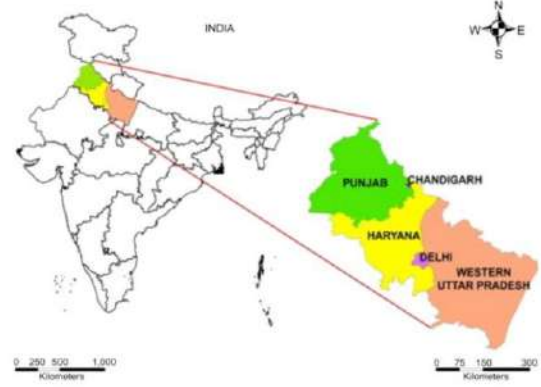 INDIA
N
W E
S
PUNJAB
CHANDIGARH
HARYANA
DELHI
WESTERN
UTTAR PRADESH
0 250 500 1,000
Kilometers
0 75 150 300
Kilometers